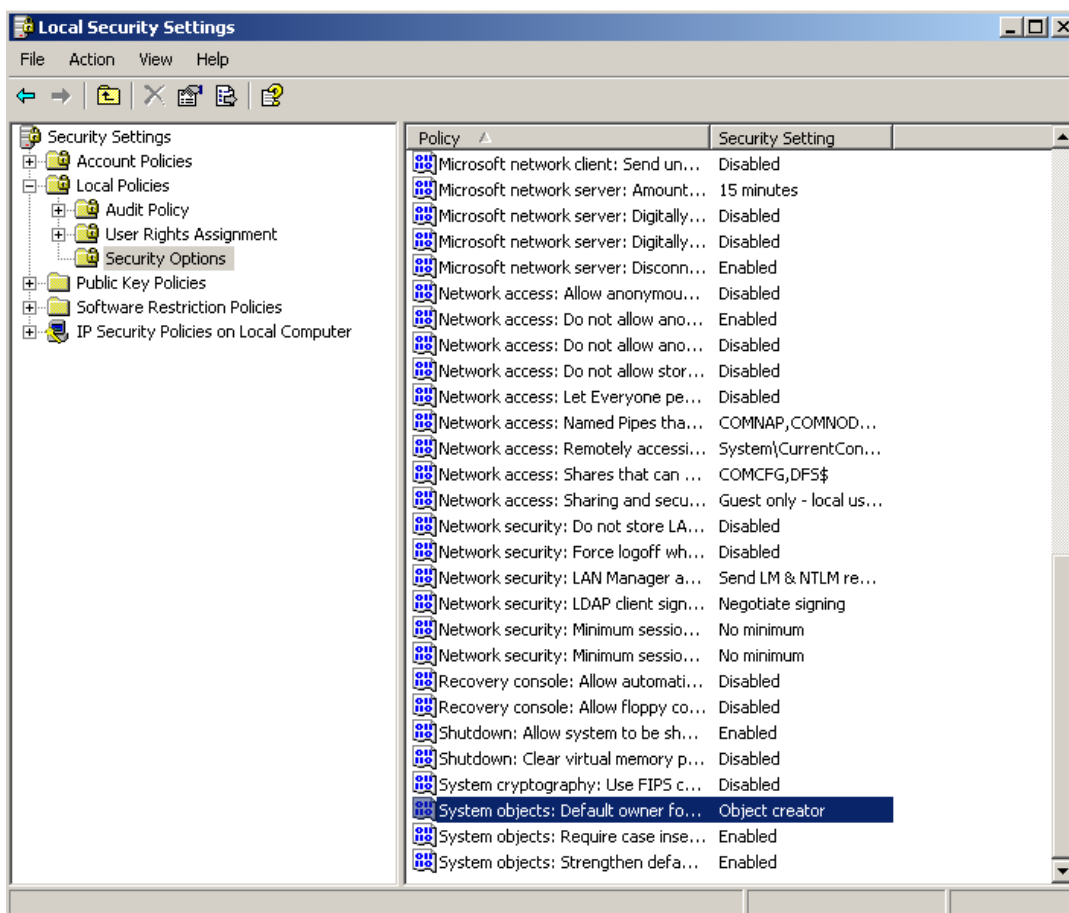 Local Security Settings
File Action View Help
Security Settings
Account Policies
Local Policies
Audit Policy
User Rights Assignment
Security Options
Public Key Policies
Software Restriction Policies
IP Security Policies on Local Computer
Policy Security Setting
Microsoft network client: Send un... Disabled
Microsoft network server: Amount... 15 minutes
Microsoft network server: Digitally... Disabled
Microsoft network server: Digitally... Disabled
Microsoft network server: Disconn... Enabled
Network access: Allow anonymou... Disabled
Network access: Do not allow ano... Enabled
Network access: Do not allow ano... Disabled
Network access: Do not allow stor... Disabled
Network access: Let Everyone pe... Disabled
Network access: Named Pipes tha... COMNAP,COMNOD...
Network access: Remotely accessi... System\CurrentCon...
Network access: Shares that can ... COMCFG,DFS$
Network access: Sharing and secu... Guest only - local us...
Network security: Do not store LA... Disabled
Network security: Force logoff wh... Disabled
Network security: LAN Manager a... Send LM & NTLM re...
Network security: LDAP client sign... Negotiate signing
Network security: Minimum sessio... No minimum
Network security: Minimum sessio... No minimum
Recovery console: Allow automati... Disabled
Recovery console: Allow floppy co... Disabled
Shutdown: Allow system to be sh... Enabled
Shutdown: Clear virtual memory p... Disabled
System cryptography: Use FIPS c... Disabled
System objects: Default owner fo... Object creator
System objects: Require case inse... Enabled
System objects: Strengthen defa... Enabled